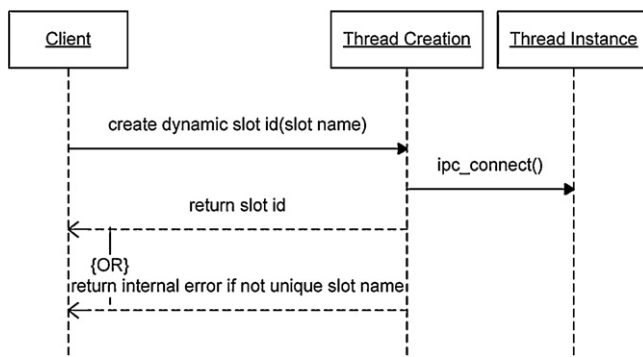 Client
Thread Creation
Thread Instance
create dynamic slot id(slot name)
ipc_connect()
return slot id
{OR}
return internal error if not unique slot name